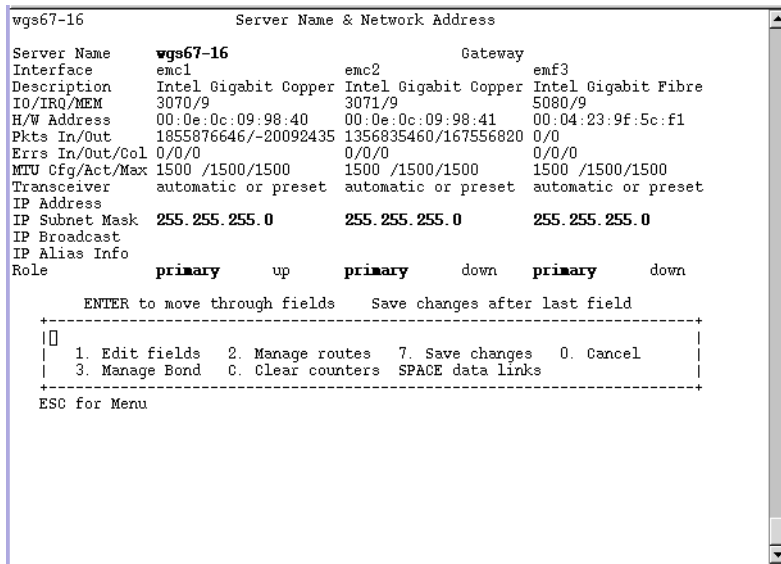 wgs67-16 Server Name & Network Address
Server Name wgs67-16 Gateway
Interface emc1 emc2 emf3
Description Intel Gigabit Copper Intel Gigabit Copper Intel Gigabit Fibre
IO/IRQ/MEM 3070/9 3071/9 5080/9
H/W Address 00:0e:0c:09:98:40 00:0e:0c:09:98:41 00:04:23:9f:5c:f1
Pkts In/Out 1855876646/-20092435 1356835460/167556820 0/0
Errs In/Out/Col 0/0/0 0/0/0 0/0/0
MTU Cfg/Act/Max 1500 /1500/1500 1500 /1500/1500 1500 /1500/1500
Transceiver automatic or preset automatic or preset automatic or preset
IP Address
IP Subnet Mask 255.255.255.0 255.255.255.0 255.255.255.0
IP Broadcast
IP Alias Info
Role primary up primary down primary down
ENTER to move through fields Save changes after last field
1. Edit fields 2. Manage routes 7. Save changes 0. Cancel
3. Manage Bond C. Clear counters SPACE data links
ESC for Menu